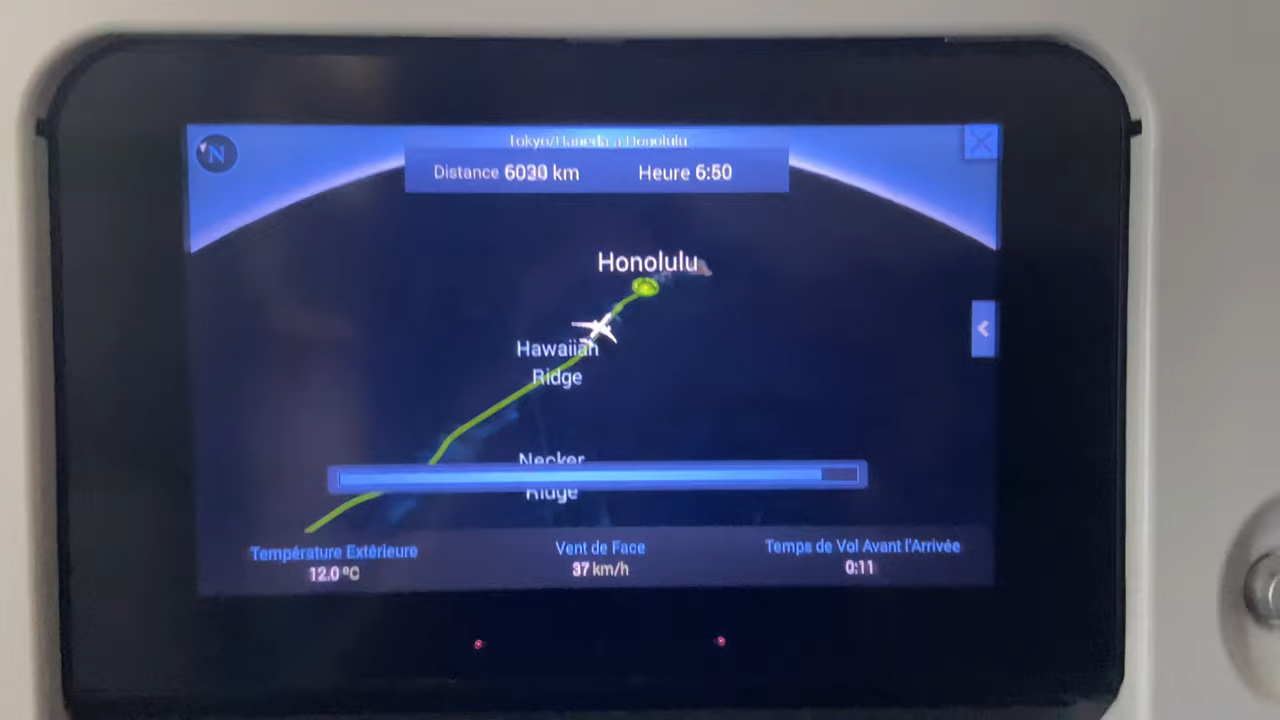 Tokyo/Haneda à Honolulu
N
Distance 6030 km Heure 6:50
Honolulu
Hawaiian
Ridge
Necker
Ridge
Température Extérieure Vent de Face Temps de Vol Avant l'Arrivée
12.0 ºC 37 km/h 0:11